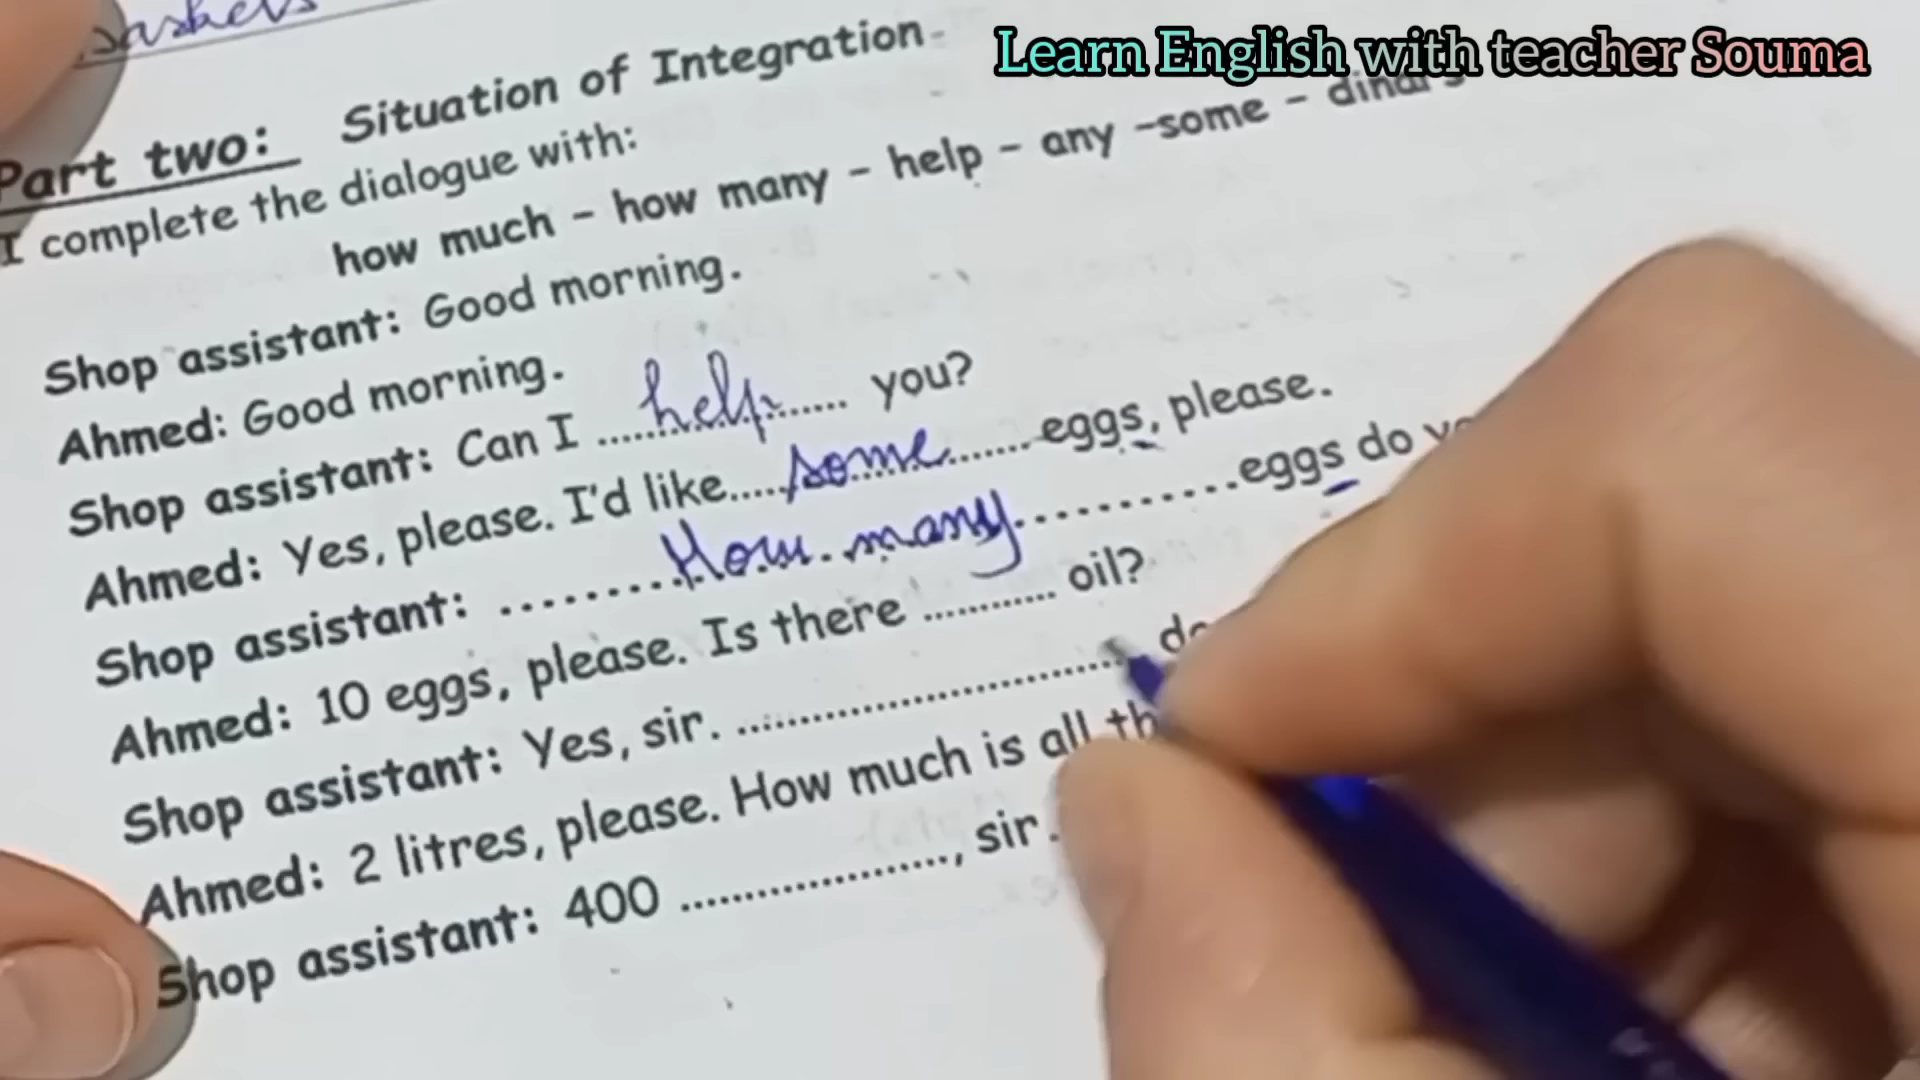 Learn English with teacher Souma
baskets
Part two: Situation of Integration
I complete the dialogue with:
how much - how many - help - any -some - dinars
Shop assistant: Good morning.
Ahmed: Good morning.
Shop assistant: Can I ....help....... you?
Ahmed: Yes, please. I'd like.....some......... eggs, please.
Shop assistant: ..........How many............eggs do
Ahmed: 10 eggs, please. Is there ............ oil?
Shop assistant: Yes, sir. ....................................
Ahmed: 2 litres, please. How much is all
Shop assistant: 400 ......................, sir.